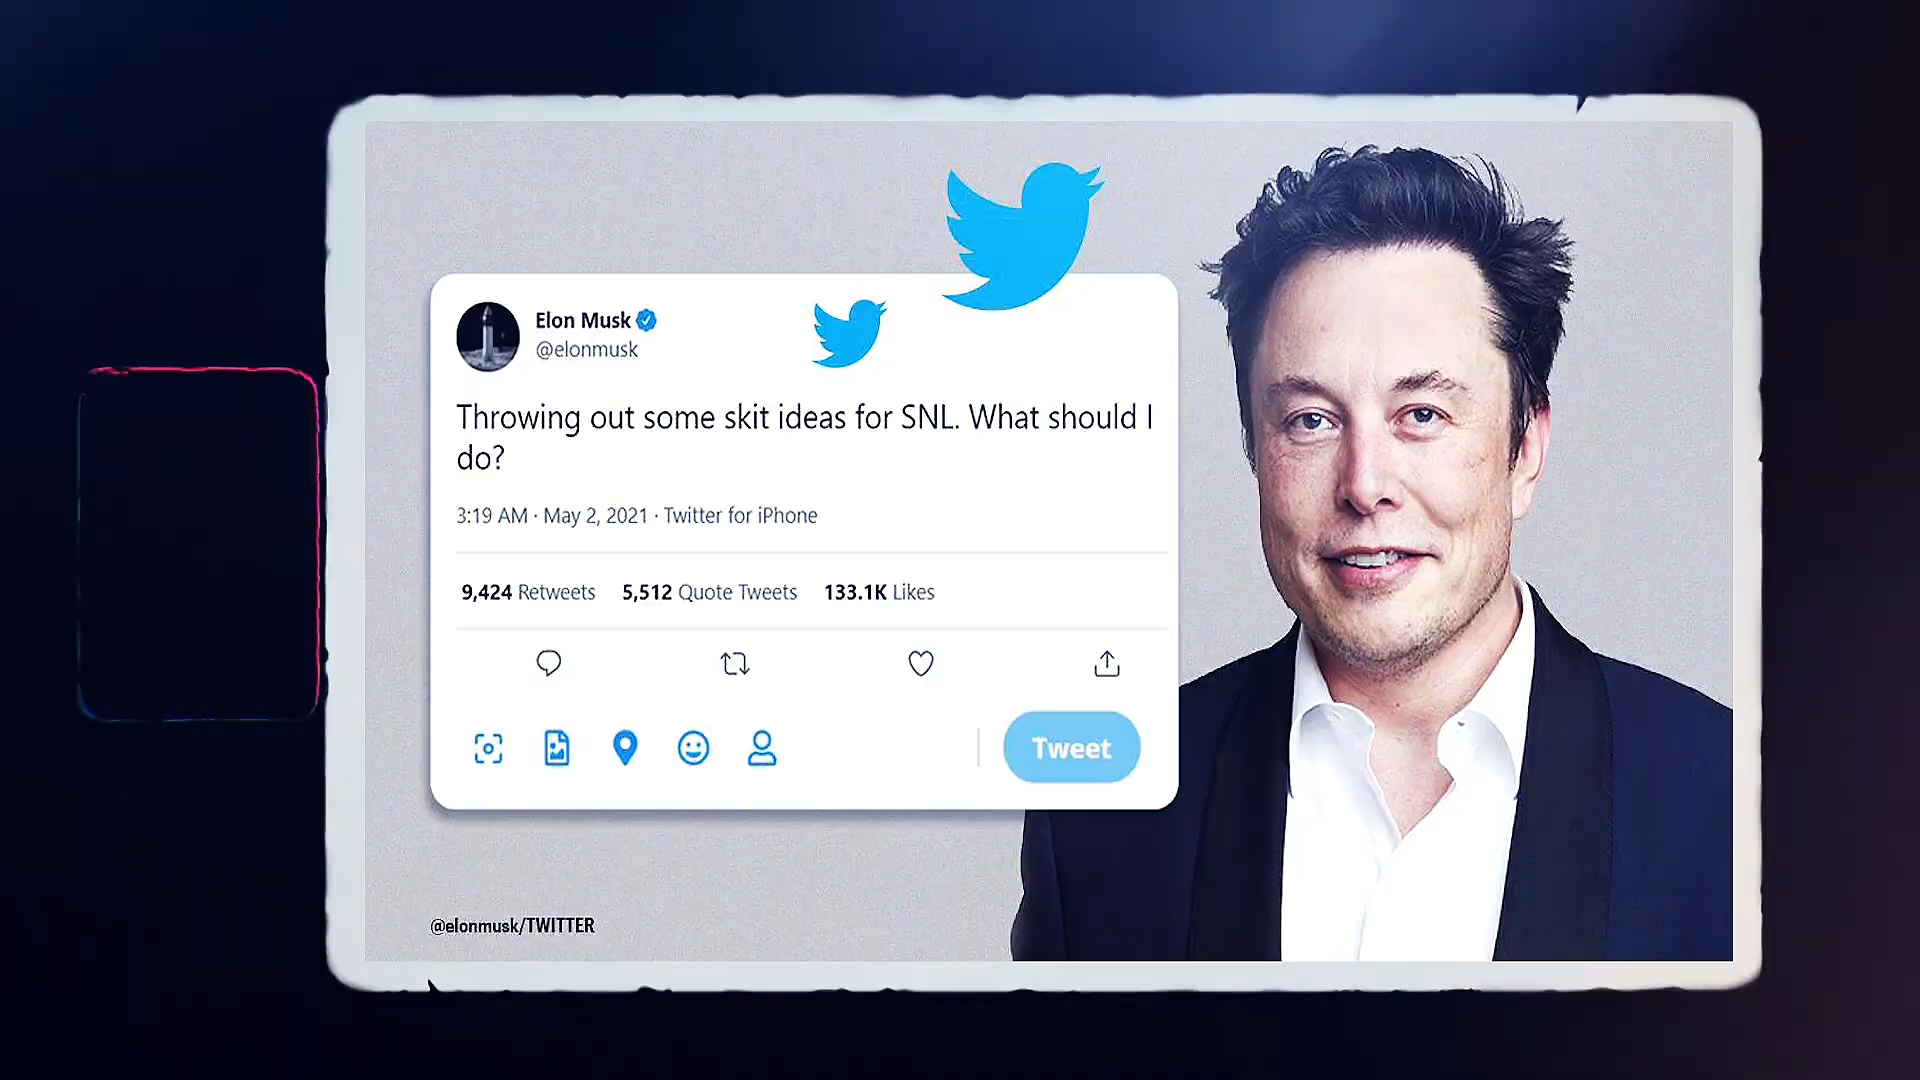 Elon Musk
@elonmusk
Throwing out some skit ideas for SNL. What should I
do?
3:19 AM · May 2, 2021 · Twitter for iPhone
9,424 Retweets 5,512 Quote Tweets 133.1K Likes
Tweet
@elonmusk/TWITTER